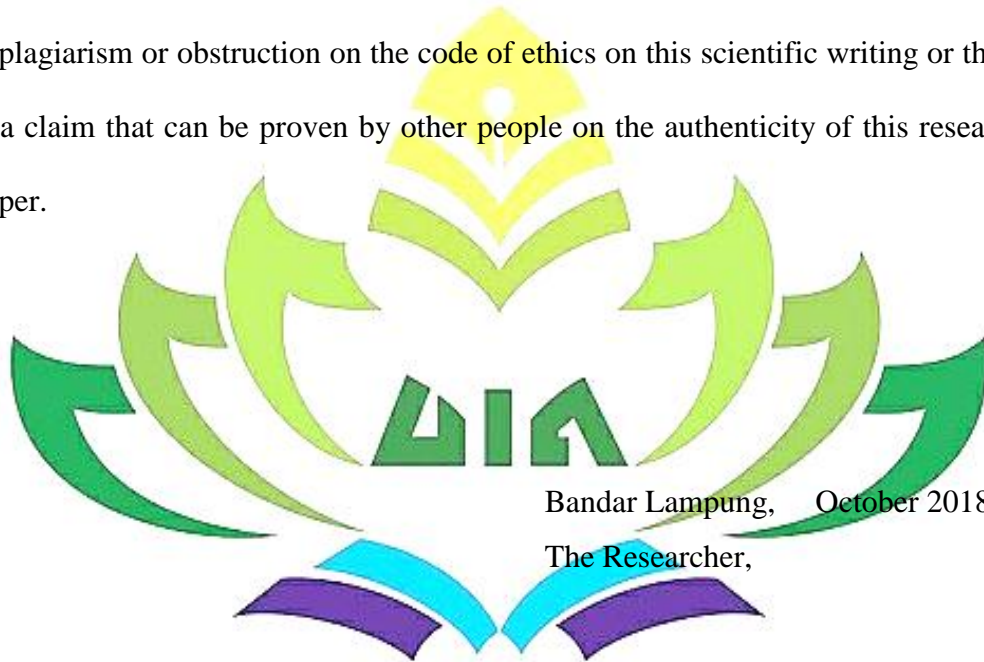 plagiarism or obstruction on the code of ethics on this scientific writing or th
a claim that can be proven by other people on the authenticity of this resea
per.
UIN
Bandar Lampung, October 2018
The Researcher,